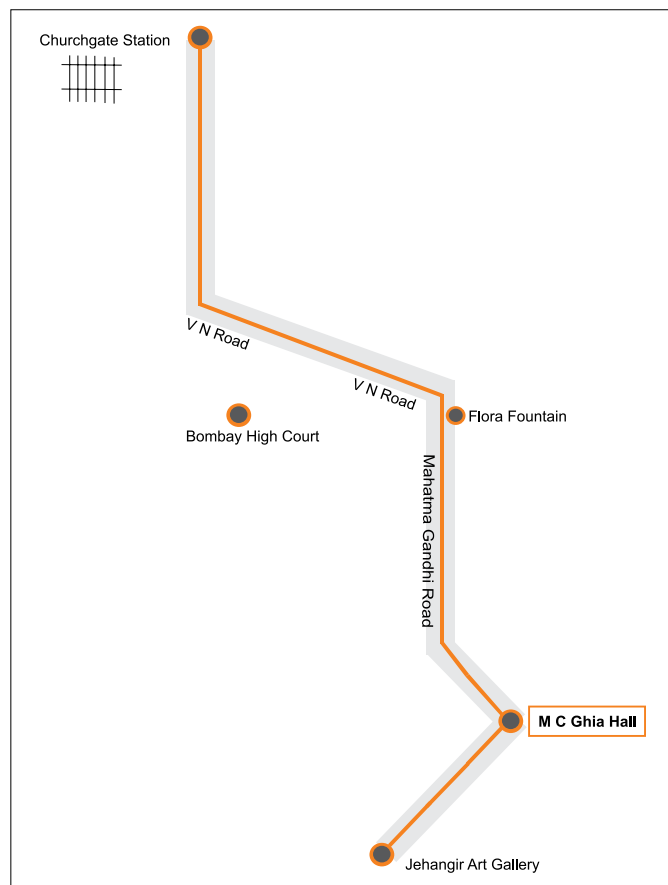 Churchgate Station
V N Road
V N Road
Flora Fountain
Bombay High Court
Mahatma Gandhi Road
M C Ghia Hall
Jehangir Art Gallery